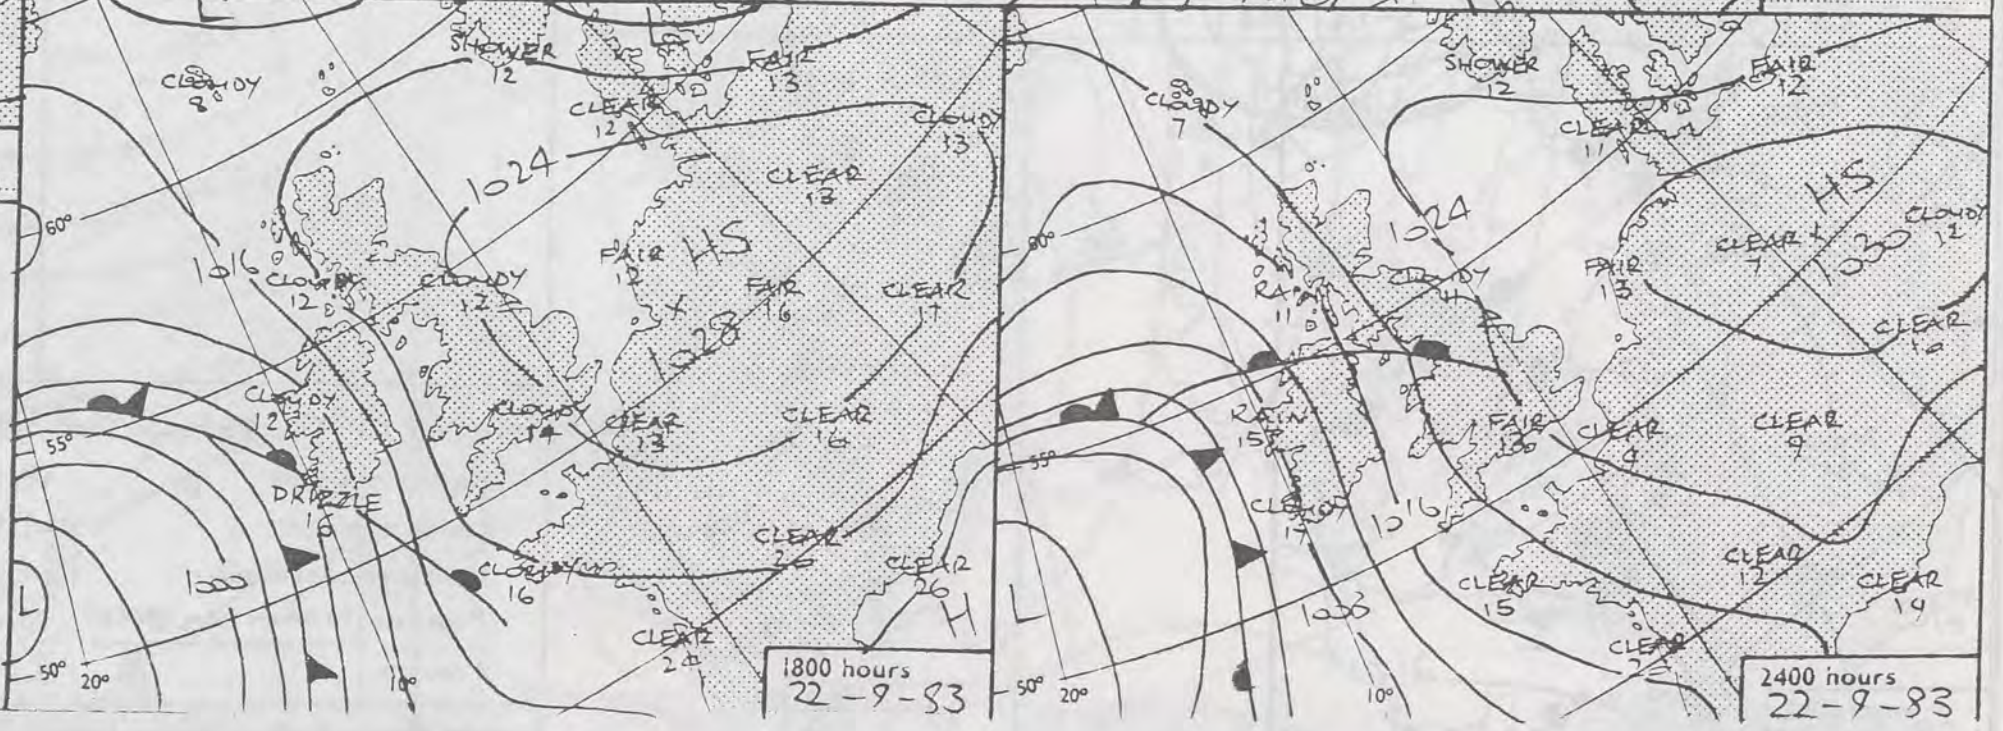 L
L
SHOWER
12
FAIR
13
CLOUDY
8
CLEAR
12
CLOUDY
13
1024
CLEAR
13
60°
1016
CLOUDY
12
CLOUDY
12
FAIR
12
HS
FAIR
16
CLEAR
17
X
1028
CLOUDY
12
CLOUDY
14
CLEAR
13
CLEAR
16
55°
DRIZZLE
16
CLEAR
CLEAR
26
1000
CLOUDY
16
L
H
CLEAR
50°
20°
10°
1800 hours
22-9-83
SHOWER
12
FAIR
12
CLOUDY
7
CLEAR
11
HS
1024
CLOUDY
12
60°
CLEAR
7
1030
RAIN
11
CLOUDY
11
FAIR
13
CLEAR
10
RAIN
15
FAIR
CLEAR
9
CLEAR
9
55°
CLOUDY
17
1016
CLEAR
12
CLEAR
14
CLEAR
15
L
CLEAR
50°
20°
10°
2400 hours
22-9-83